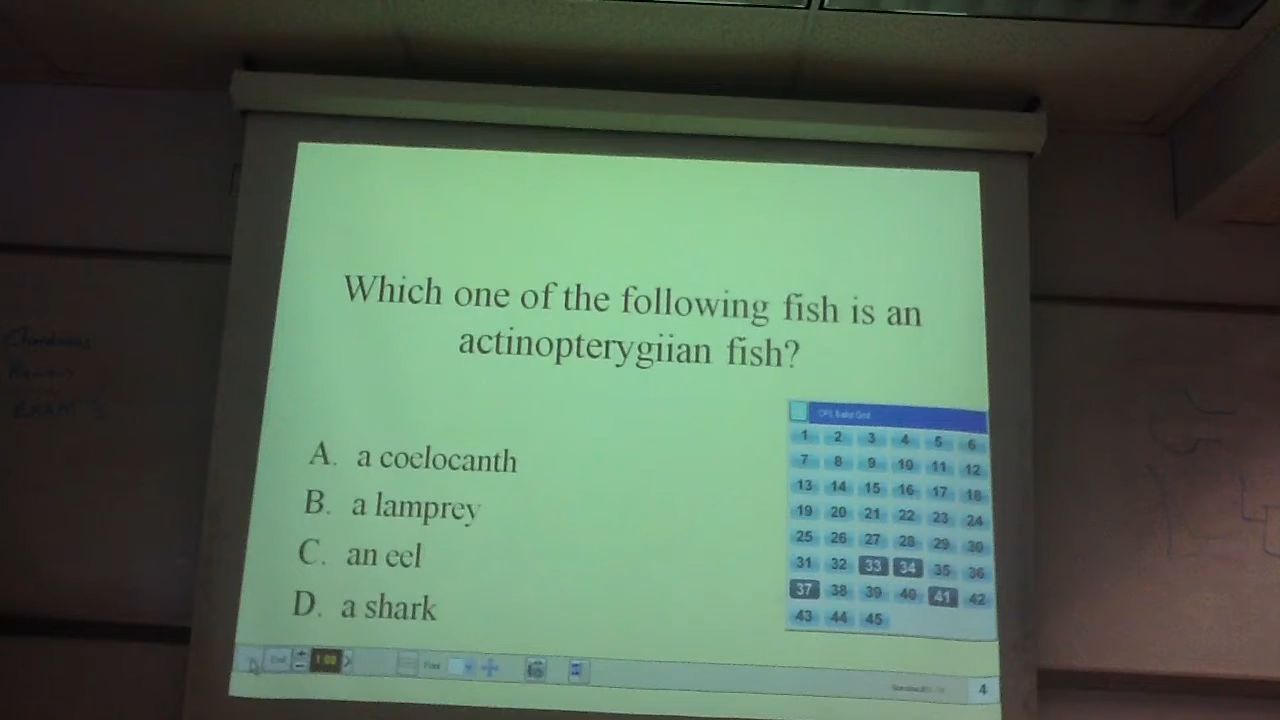 Which one of the following fish is an
actinopterygiian fish?
A. a coelocanth
B. a lamprey
C. an eel
D. a shark
1 2 3 4 5 6
7 8 9 10 11 12
13 14 15 16 17 18
19 20 21 22 23 24
25 26 27 28 29 30
31 32 33 34 35 36
37 38 39 40 41 42
43 44 45
End 1:00
4
EXAM 3